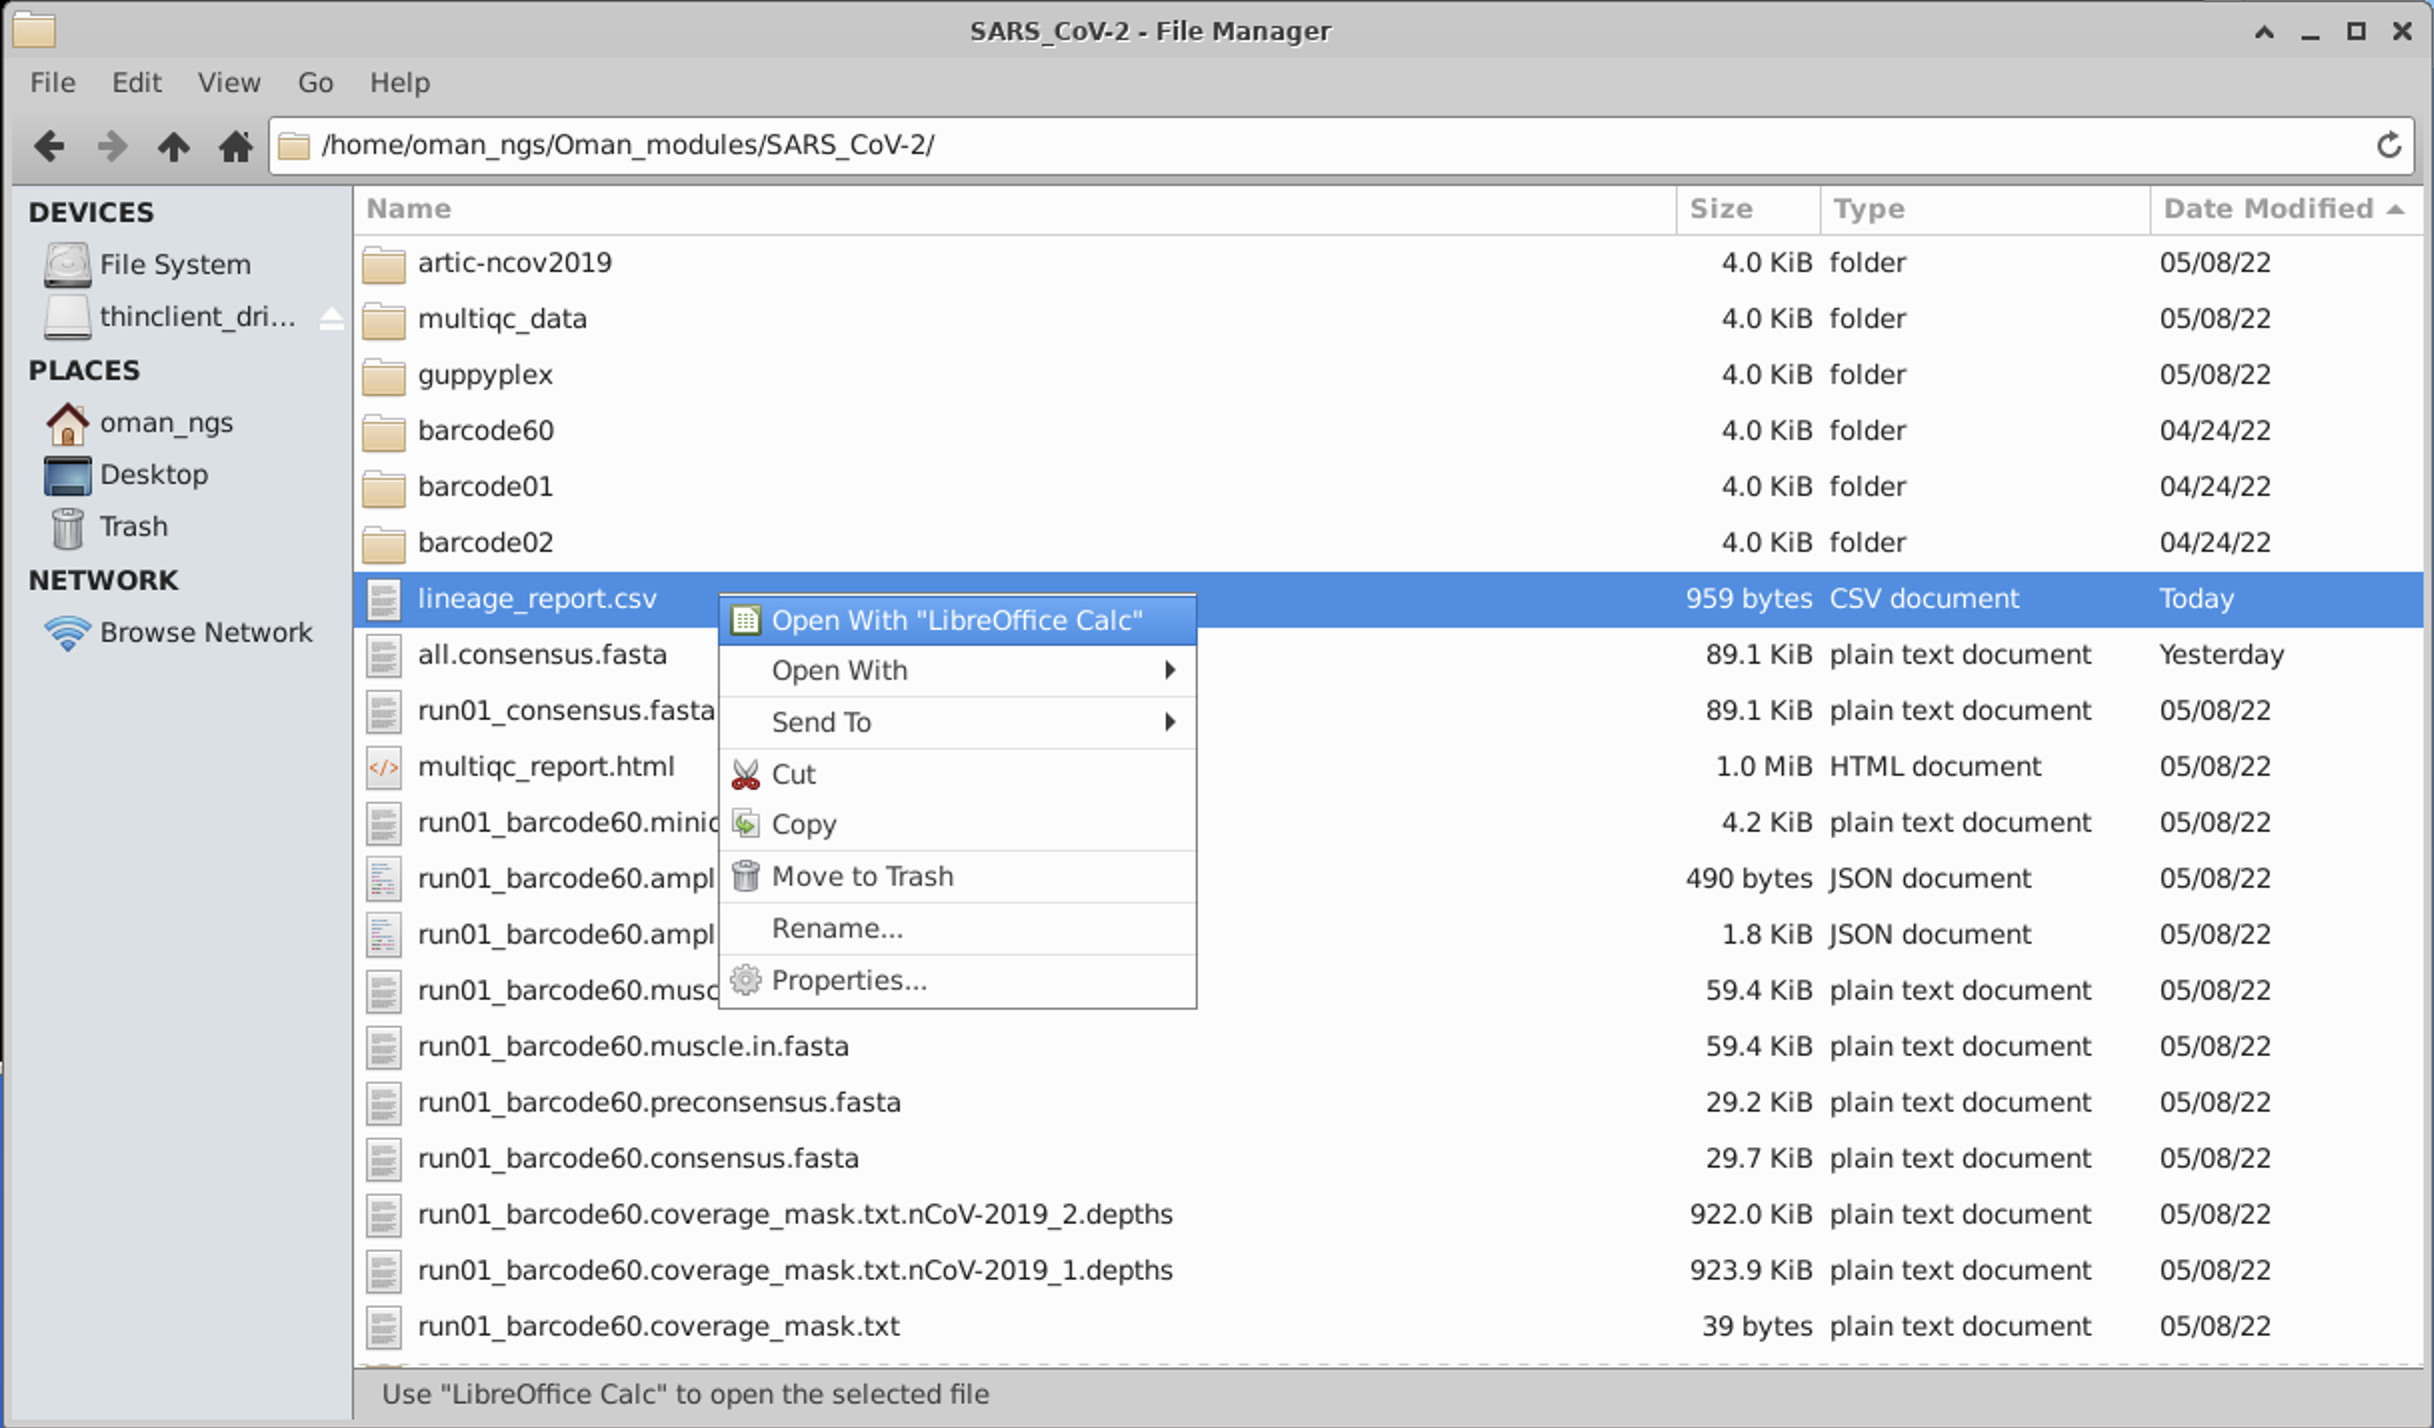 SARS_CoV-2 - File Manager
File Edit View Go Help
/home/oman_ngs/Oman_modules/SARS_CoV-2/
DEVICES
File System
thinclient_dri...
PLACES
oman_ngs
Desktop
Trash
NETWORK
Browse Network
Name Size Type Date Modified
artic-ncov2019 4.0 KiB folder 05/08/22
multiqc_data 4.0 KiB folder 05/08/22
guppyplex 4.0 KiB folder 05/08/22
barcode60 4.0 KiB folder 04/24/22
barcode01 4.0 KiB folder 04/24/22
barcode02 4.0 KiB folder 04/24/22
lineage_report.csv 959 bytes CSV document Today
all.consensus.fasta 89.1 KiB plain text document Yesterday
run01_consensus.fasta 89.1 KiB plain text document 05/08/22
multiqc_report.html 1.0 MiB HTML document 05/08/22
run01_barcode60.minic 4.2 KiB plain text document 05/08/22
run01_barcode60.ampl 490 bytes JSON document 05/08/22
run01_barcode60.ampl 1.8 KiB JSON document 05/08/22
run01_barcode60.musc 59.4 KiB plain text document 05/08/22
run01_barcode60.muscle.in.fasta 59.4 KiB plain text document 05/08/22
run01_barcode60.preconsensus.fasta 29.2 KiB plain text document 05/08/22
run01_barcode60.consensus.fasta 29.7 KiB plain text document 05/08/22
run01_barcode60.coverage_mask.txt.nCoV-2019_2.depths 922.0 KiB plain text document 05/08/22
run01_barcode60.coverage_mask.txt.nCoV-2019_1.depths 923.9 KiB plain text document 05/08/22
run01_barcode60.coverage_mask.txt 39 bytes plain text document 05/08/22
Open With "LibreOffice Calc"
Open With
Send To
Cut
Copy
Move to Trash
Rename...
Properties...
Use "LibreOffice Calc" to open the selected file